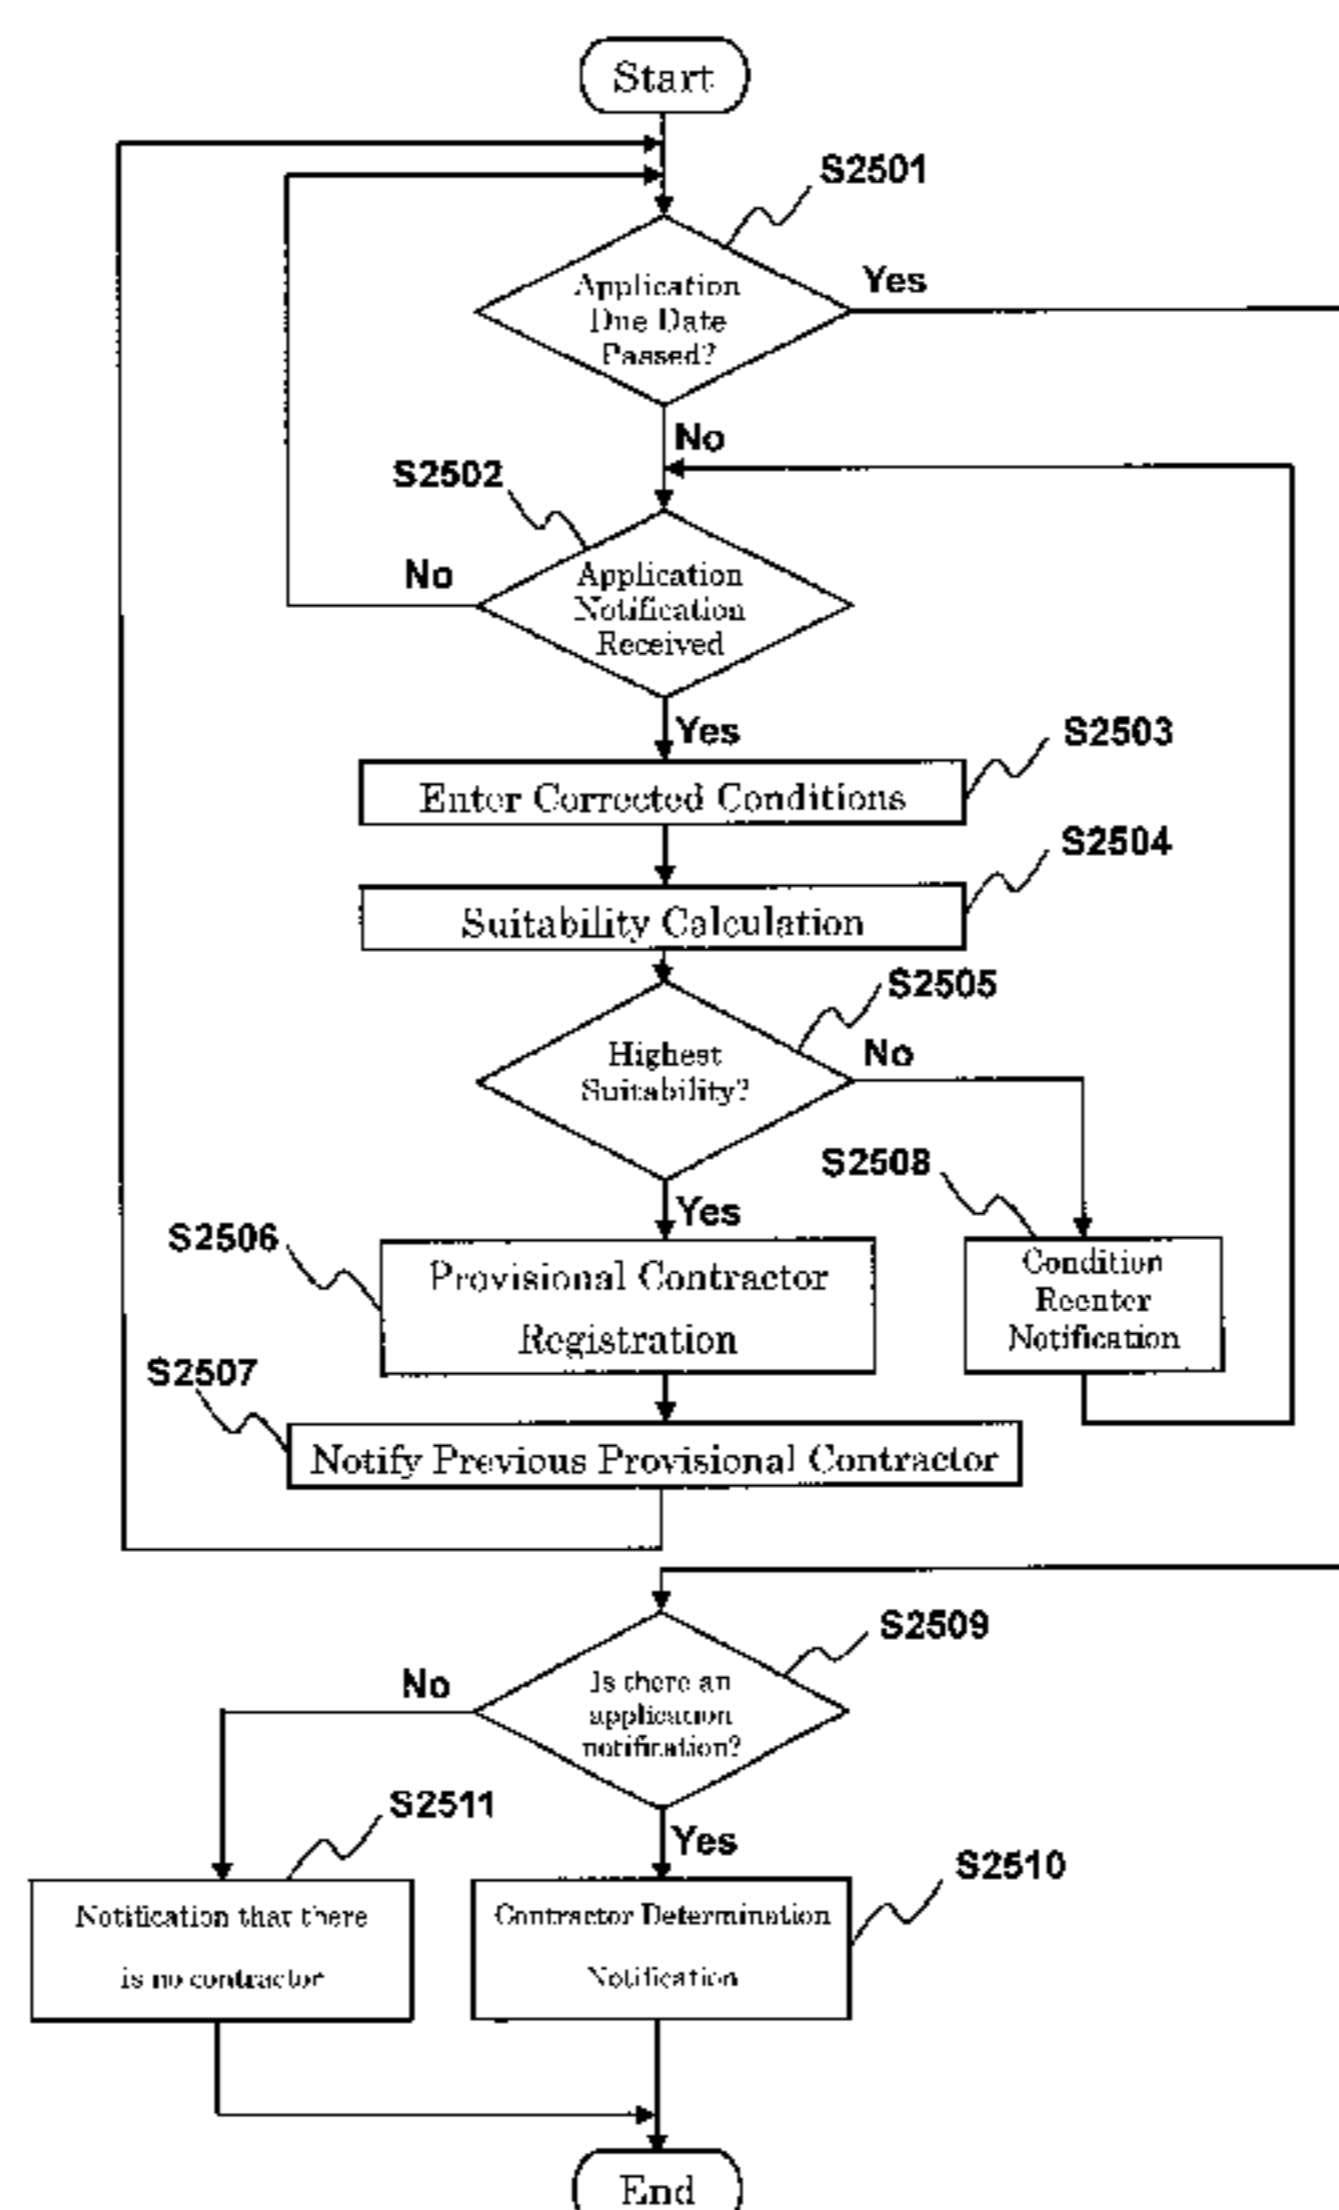 Start
S2501
Application
Due Date
Passed?
Yes
No
S2502
Application
Notification
Received
No
Yes
S2503
Enter Corrected Conditions
S2504
Suitability Calculation
S2505
Highest
Suitability?
No
Yes
S2508
Condition
Reenter
Notification
S2506
Provisional Contractor
Registration
S2507
Notify Previous Provisional Contractor
S2509
Is there an
application
notification?
No
Yes
S2511
Notification that there
is no contractor
S2510
Contractor Determination
Notification
End